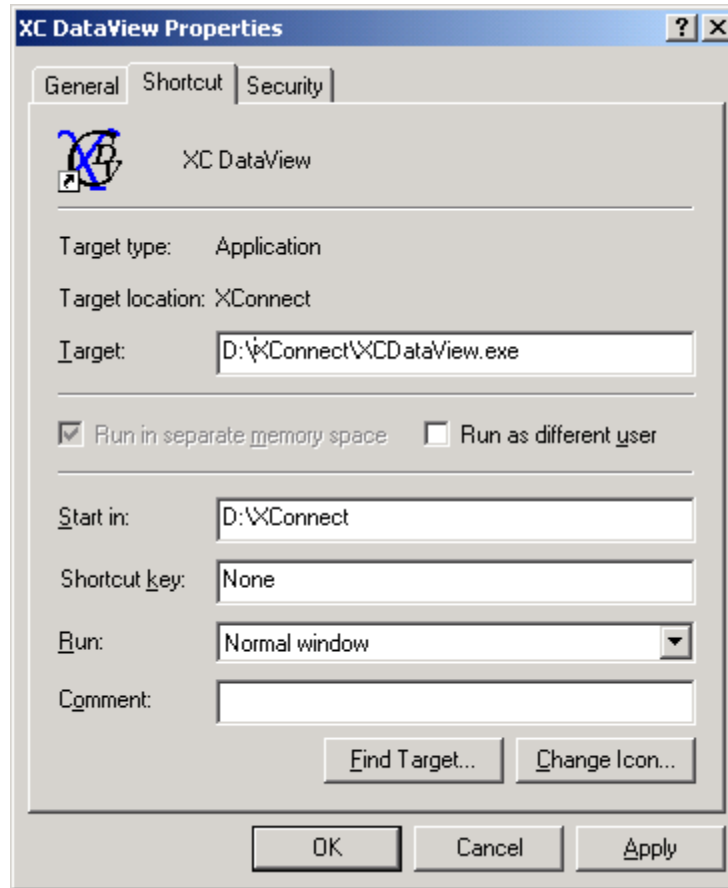 XC DataView Properties
General Shortcut Security
XC DataView
Target type: Application
Target location: XConnect
Target: D:\XConnect\XCDataView.exe
Run in separate memory space Run as different user
Start in: D:\XConnect
Shortcut key: None
Run: Normal window
Comment:
Find Target... Change Icon...
OK Cancel Apply